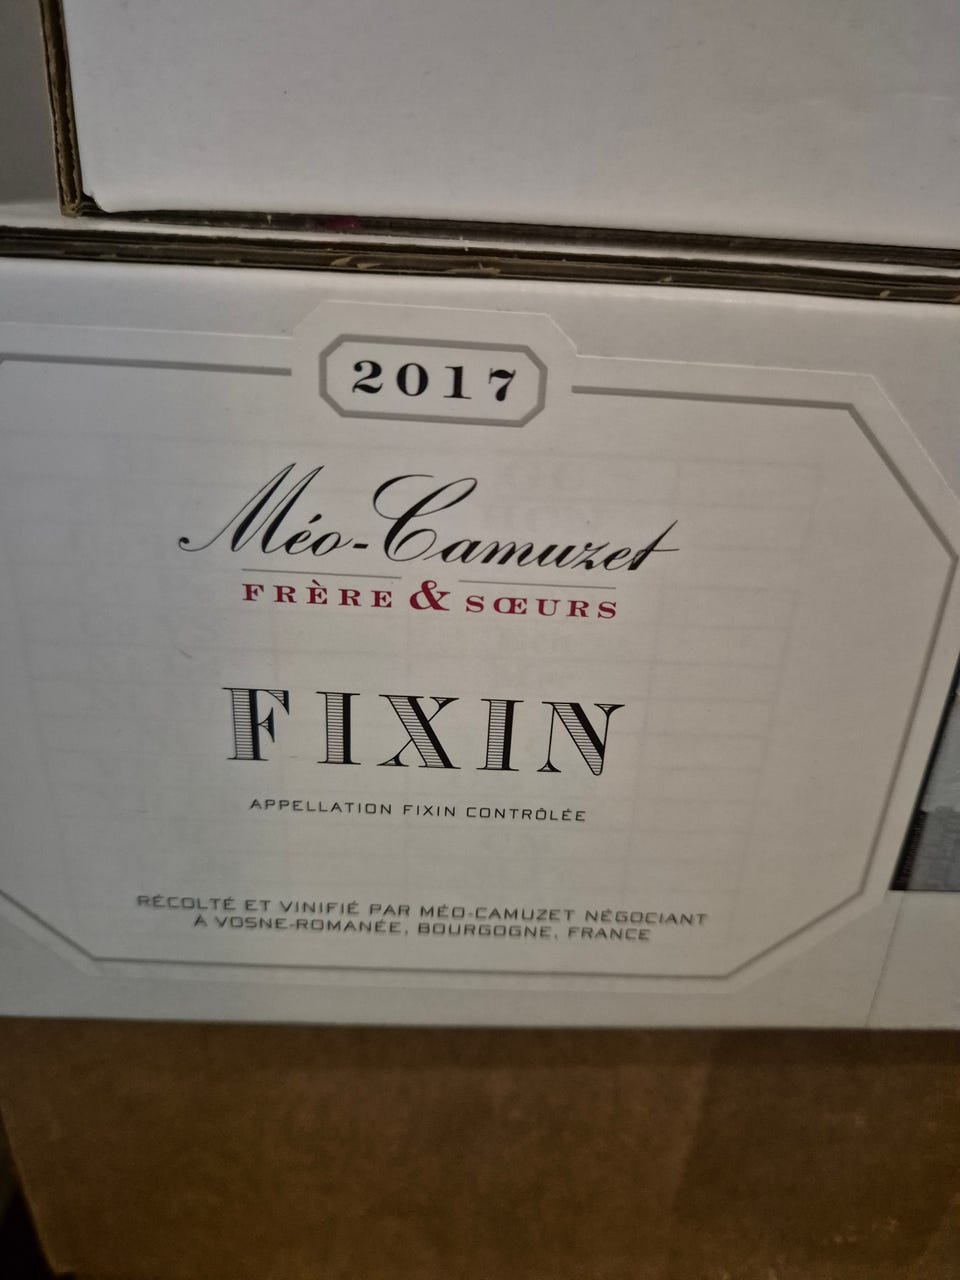 2017
Méo-Camuzet
FRÈRE & SŒURS
FIXIN
APPELLATION FIXIN CONTRÔLÉE
RÉCOLTÉ ET VINIFIÉ PAR MÉO-CAMUZET NÉGOCIANT
À VOSNE-ROMANÉE, BOURGOGNE, FRANCE